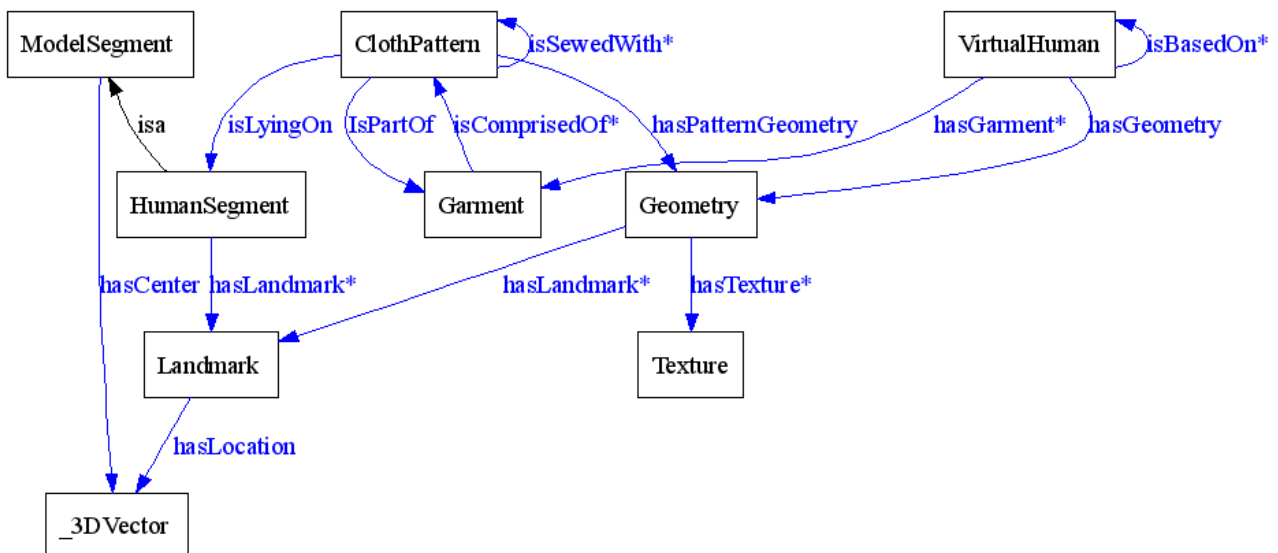 ModelSegment
ClothPattern
isSewedWith*
VirtualHuman
isBasedOn*
isa
isLyingOn
IsPartOf
isComprisedOf*
hasPatternGeometry
hasGarment*
hasGeometry
HumanSegment
Garment
Geometry
hasCenter
hasLandmark*
hasLandmark*
hasTexture*
Landmark
Texture
hasLocation
_3DVector